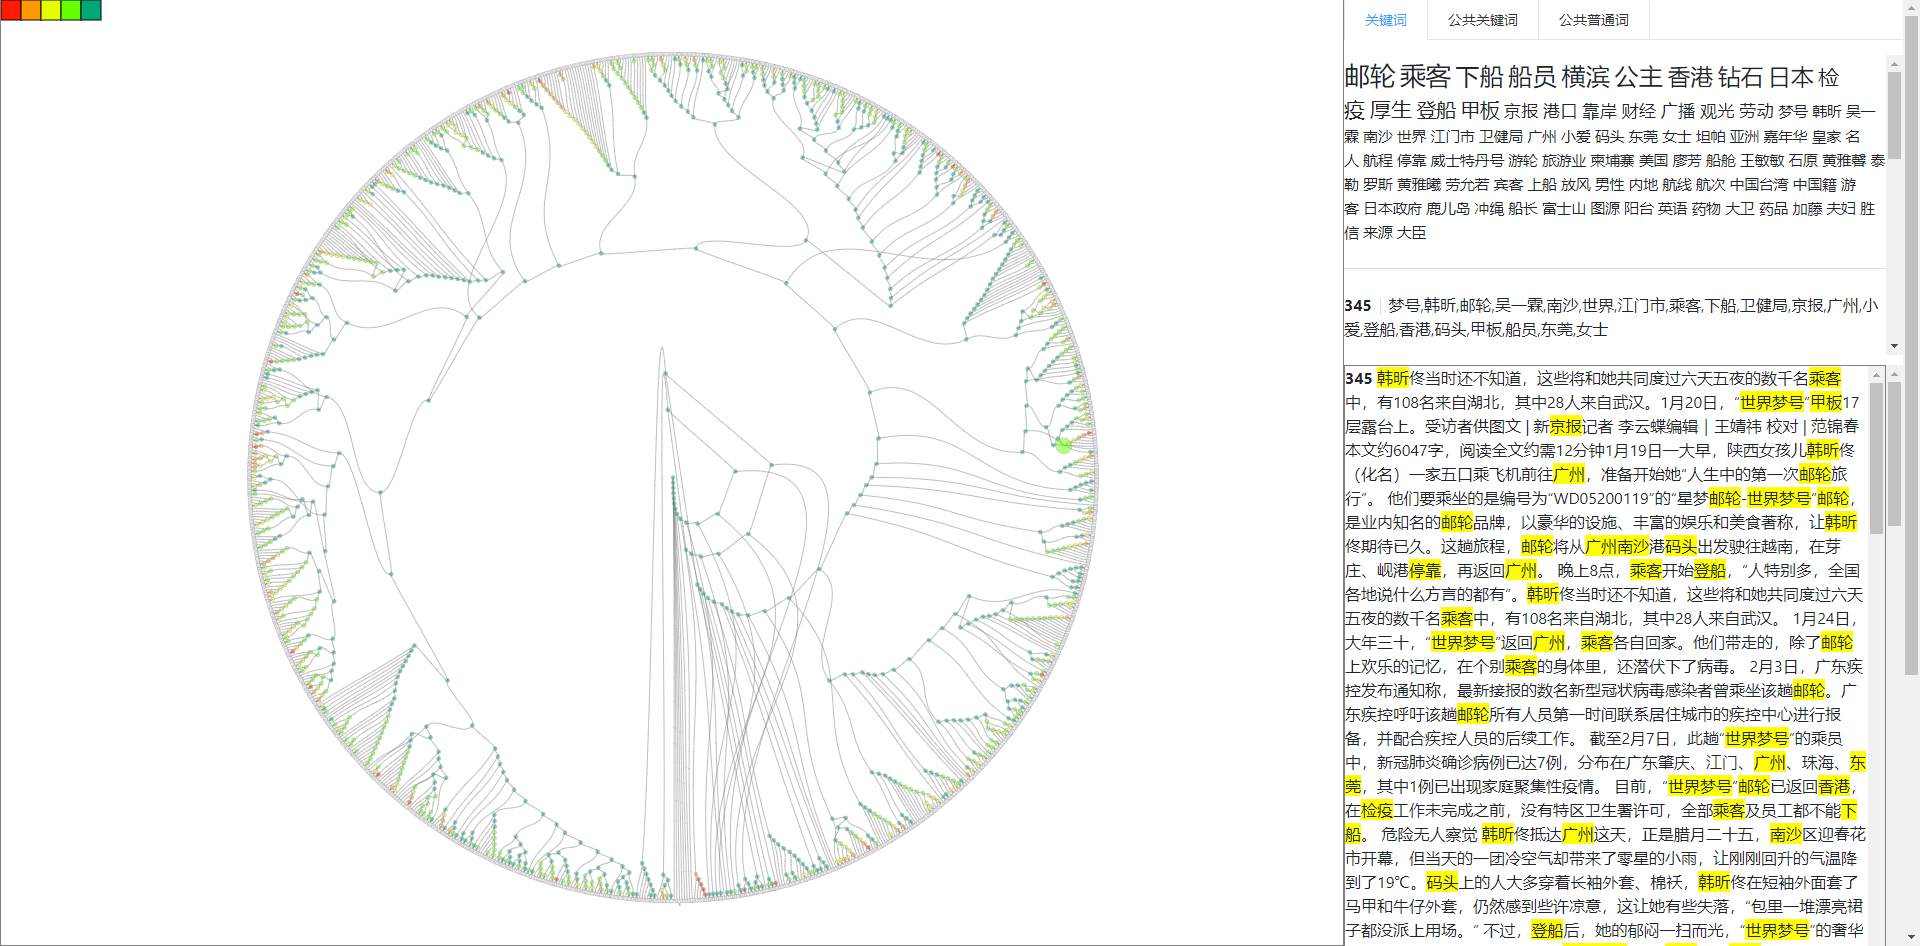 关键词 公共关键词 公共普通词
邮轮 乘客 下船 船员 横滨 公主 香港 钻石 日本 检
疫 厚生 登船 甲板 京报 港口 靠岸 财经 广播 观光 劳动 梦号 韩昕 吴一
霖 南沙 世界 江门市 卫健局 广州 小爱 码头 东莞 女士 坦帕 亚洲 嘉年华 皇家 名
人 航程 停靠 威士特丹号 游轮 旅游业 柬埔寨 美国 廖芳 船舱 王敏敏 石原 黄雅馨 泰
勒 罗斯 黄雅曦 劳允若 宾客 上船 放风 男性 内地 航线 航次 中国台湾 中国籍 游
客 日本政府 鹿儿岛 冲绳 船长 富士山 图源 阳台 英语 药物 大卫 药品 加藤 夫妇 胜
信 来源 大臣
345 梦号,韩昕,邮轮,吴一霖,南沙,世界,江门市,乘客,下船,卫健局,京报,广州,小
爱,登船,香港,码头,甲板,船员,东莞,女士
345 韩昕佟当时还不知道，这些将和她共同度过六天五夜的数千名乘客
中，有108名来自湖北，其中28人来自武汉。1月20日，“世界梦号”甲板17
层露台上。受访者供图文 | 新京报记者 李云蝶编辑 | 王婧祎 校对 | 范锦春
本文约6047字，阅读全文约需12分钟1月19日一大早，陕西女孩儿韩昕佟
（化名）一家五口乘飞机前往广州，准备开始她“人生中的第一次邮轮旅
行”。 他们要乘坐的是编号为“WD05200119”的“星梦邮轮-世界梦号”邮轮，
是业内知名的邮轮品牌，以豪华的设施、丰富的娱乐和美食著称，让韩昕
佟期待已久。这趟旅程，邮轮将从广州南沙港码头出发驶往越南，在芽
庄、岘港停靠，再返回广州。 晚上8点，乘客开始登船，“人特别多，全国
各地说什么方言的都有”。韩昕佟当时还不知道，这些将和她共同度过六天
五夜的数千名乘客中，有108名来自湖北，其中28人来自武汉。 1月24日，
大年三十，“世界梦号”返回广州，乘客各自回家。他们带走的，除了邮轮
上欢乐的记忆，在个别乘客的身体里，还潜伏下了病毒。 2月3日，广东疾
控发布通知称，最新接报的数名新型冠状病毒感染者曾乘坐该趟邮轮。广
东疾控呼吁该趟邮轮所有人员第一时间联系居住城市的疾控中心进行报
备，并配合疾控人员的后续工作。 截至2月7日，此趟“世界梦号”的乘员
中，新冠肺炎确诊病例已达7例，分布在广东肇庆、江门、广州、珠海、东
莞，其中1例已出现家庭聚集性疫情。 目前，“世界梦号”邮轮已返回香港，
在检疫工作未完成之前，没有特区卫生署许可，全部乘客及员工都不能下
船。 危险无人察觉 韩昕佟抵达广州这天，正是腊月二十五，南沙区迎春花
市开幕，但当天的一团冷空气却带来了零星的小雨，让刚刚回升的气温降
到了19℃。码头上的人大多穿着长袖外套、棉袄，韩昕佟在短袖外面套了
马甲和牛仔外套，仍然感到些许凉意，这让她有些失落，“包里一堆漂亮裙
子都没派上用场。” 不过，登船后，她的郁闷一扫而光，“世界梦号”的奢华